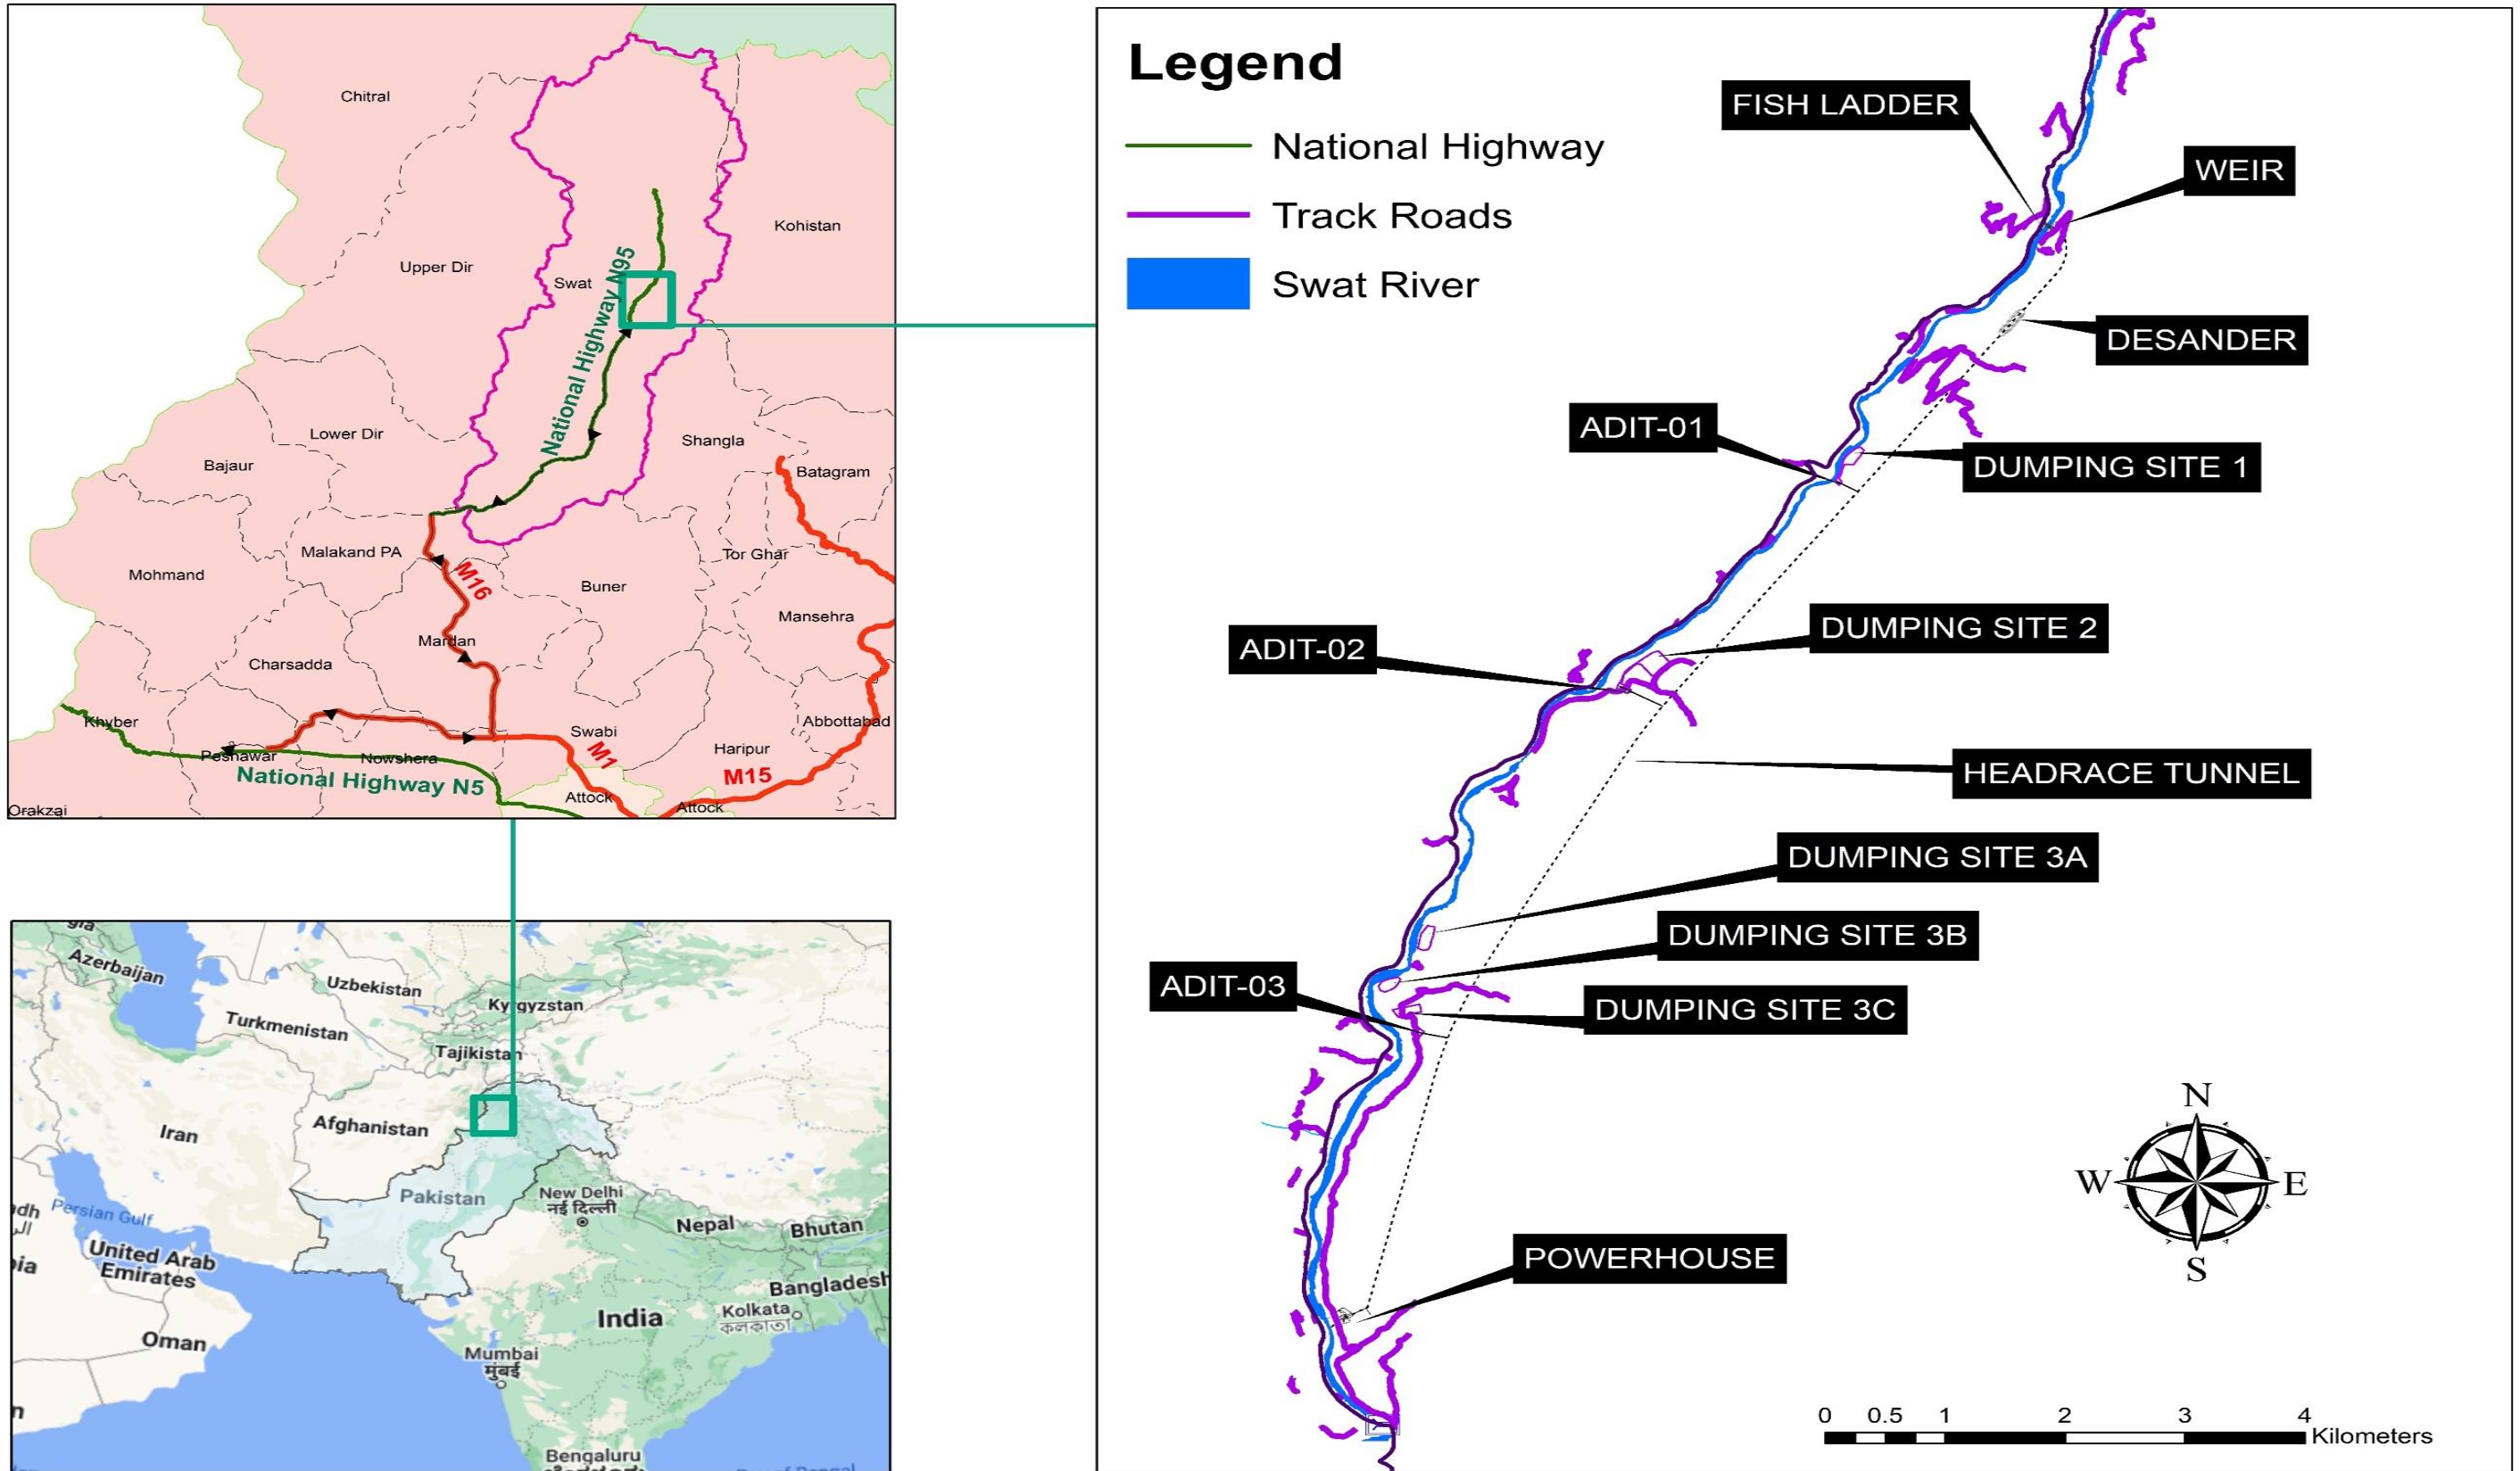 Chitral
Kohistan
Upper Dir
Swat
National Highway N95
Lower Dir
Shangla
Bajaur
Batagram
Malakand PA
Tor Ghar
M16
Mohmand
Buner
Mansehra
Mardan
Charsadda
Khyber
Swabi
Abbottabad
Peshawar
Nowshera
M1
Haripur
National Highway N5
M15
Attock
Attock
Orakzai
Legend
National Highway
Track Roads
Swat River
FISH LADDER
WEIR
DESANDER
ADIT-01
DUMPING SITE 1
DUMPING SITE 2
ADIT-02
HEADRACE TUNNEL
DUMPING SITE 3A
DUMPING SITE 3B
ADIT-03
DUMPING SITE 3C
POWERHOUSE
N
W
E
S
0 0.5 1 2 3 4
Kilometers
gia
Azerbaijan
Uzbekistan
Kyrgyzstan
Turkmenistan
Tajikistan
Afghanistan
Iran
Pakistan
New Delhi
नई दिल्ली
Persian Gulf
adh
ال
Nepal
Bhutan
United Arab
Emirates
ia
Bangladesh
India
Kolkata
কলকাতা
Oman
Mumbai
मुंबई
n
Bengaluru